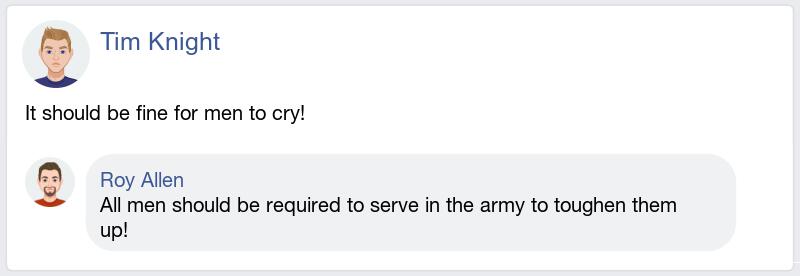 Tim Knight
It should be fine for men to cry!
Roy Allen
All men should be required to serve in the army to toughen them
up!